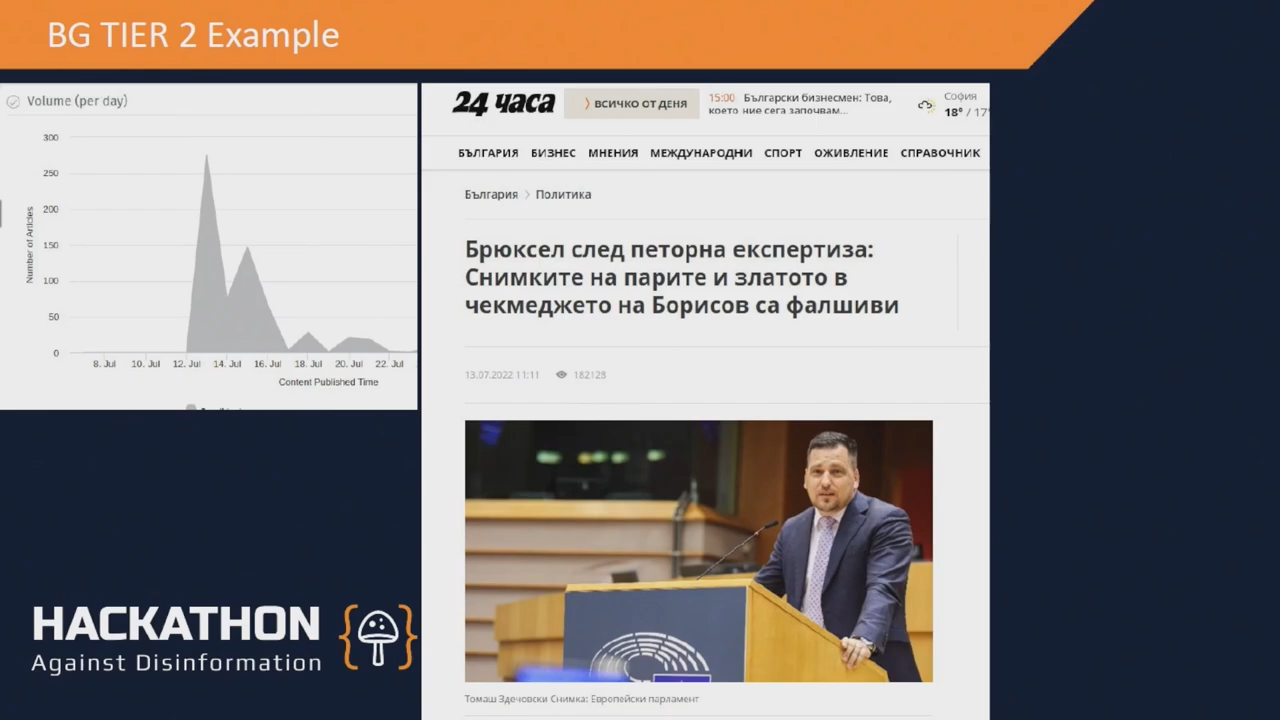 BG TIER 2 Example
Volume (per day)
300
250
200
150
100
50
0
Number of Articles
8. Jul 10. Jul 12. Jul 14. Jul 16. Jul 18. Jul 20. Jul 22. Jul
Content Published Time
24 часа
ВСИЧКО ОТ ДЕНЯ
15:00 Български бизнесмен: Това,
което ние сега започвам...
София
18° / 17°
БЪЛГАРИЯ БИЗНЕС МНЕНИЯ МЕЖДУНАРОДНИ СПОРТ ОЖИВЛЕНИЕ СПРАВОЧНИК
България > Политика
Брюксел след петорна експертиза:
Снимките на парите и златото в
чекмеджето на Борисов са фалшиви
13.07.2022 11:11 182128
Томаш Здечовски Снимка: Европейски парламент
HACKATHON
Against Disinformation